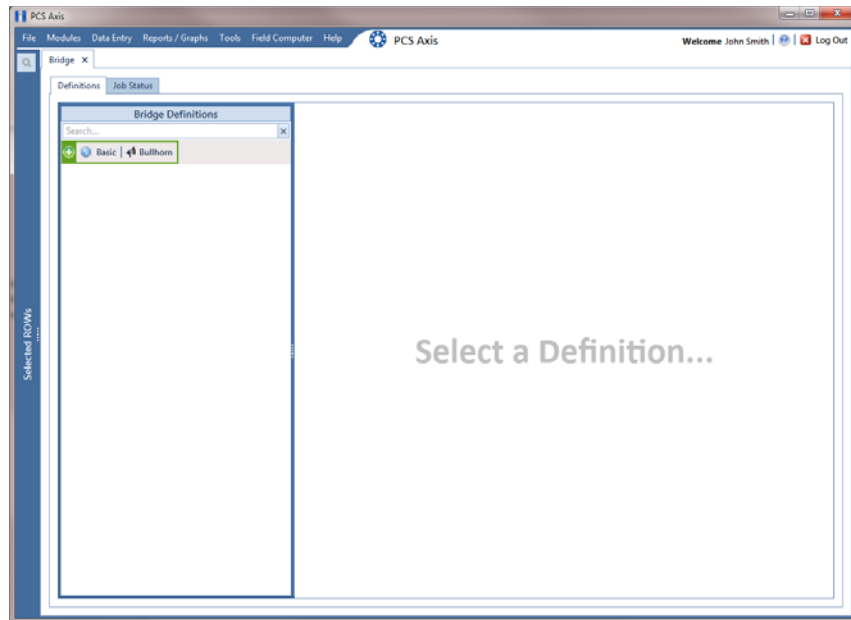 PCS Axis
File Modules Data Entry Reports / Graphs Tools Field Computer Help PCS Axis Welcome John Smith | | Log Out
Bridge X
Definitions Job Status
Bridge Definitions
Search...
Basic | Bullhorn
Select a Definition...
Selected ROWs